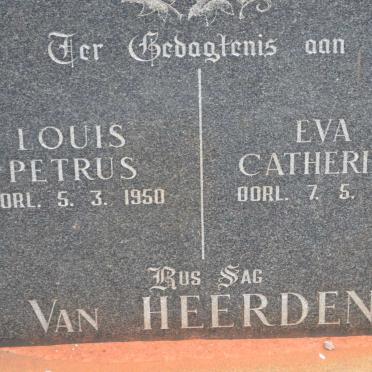 Ter Gedagtenis aan
LOUIS
PETRUS
OORL. 5. 3. 1950
EVA
CATHERI
OORL. 7. 5.
RUS SAG
VAN HEERDEN